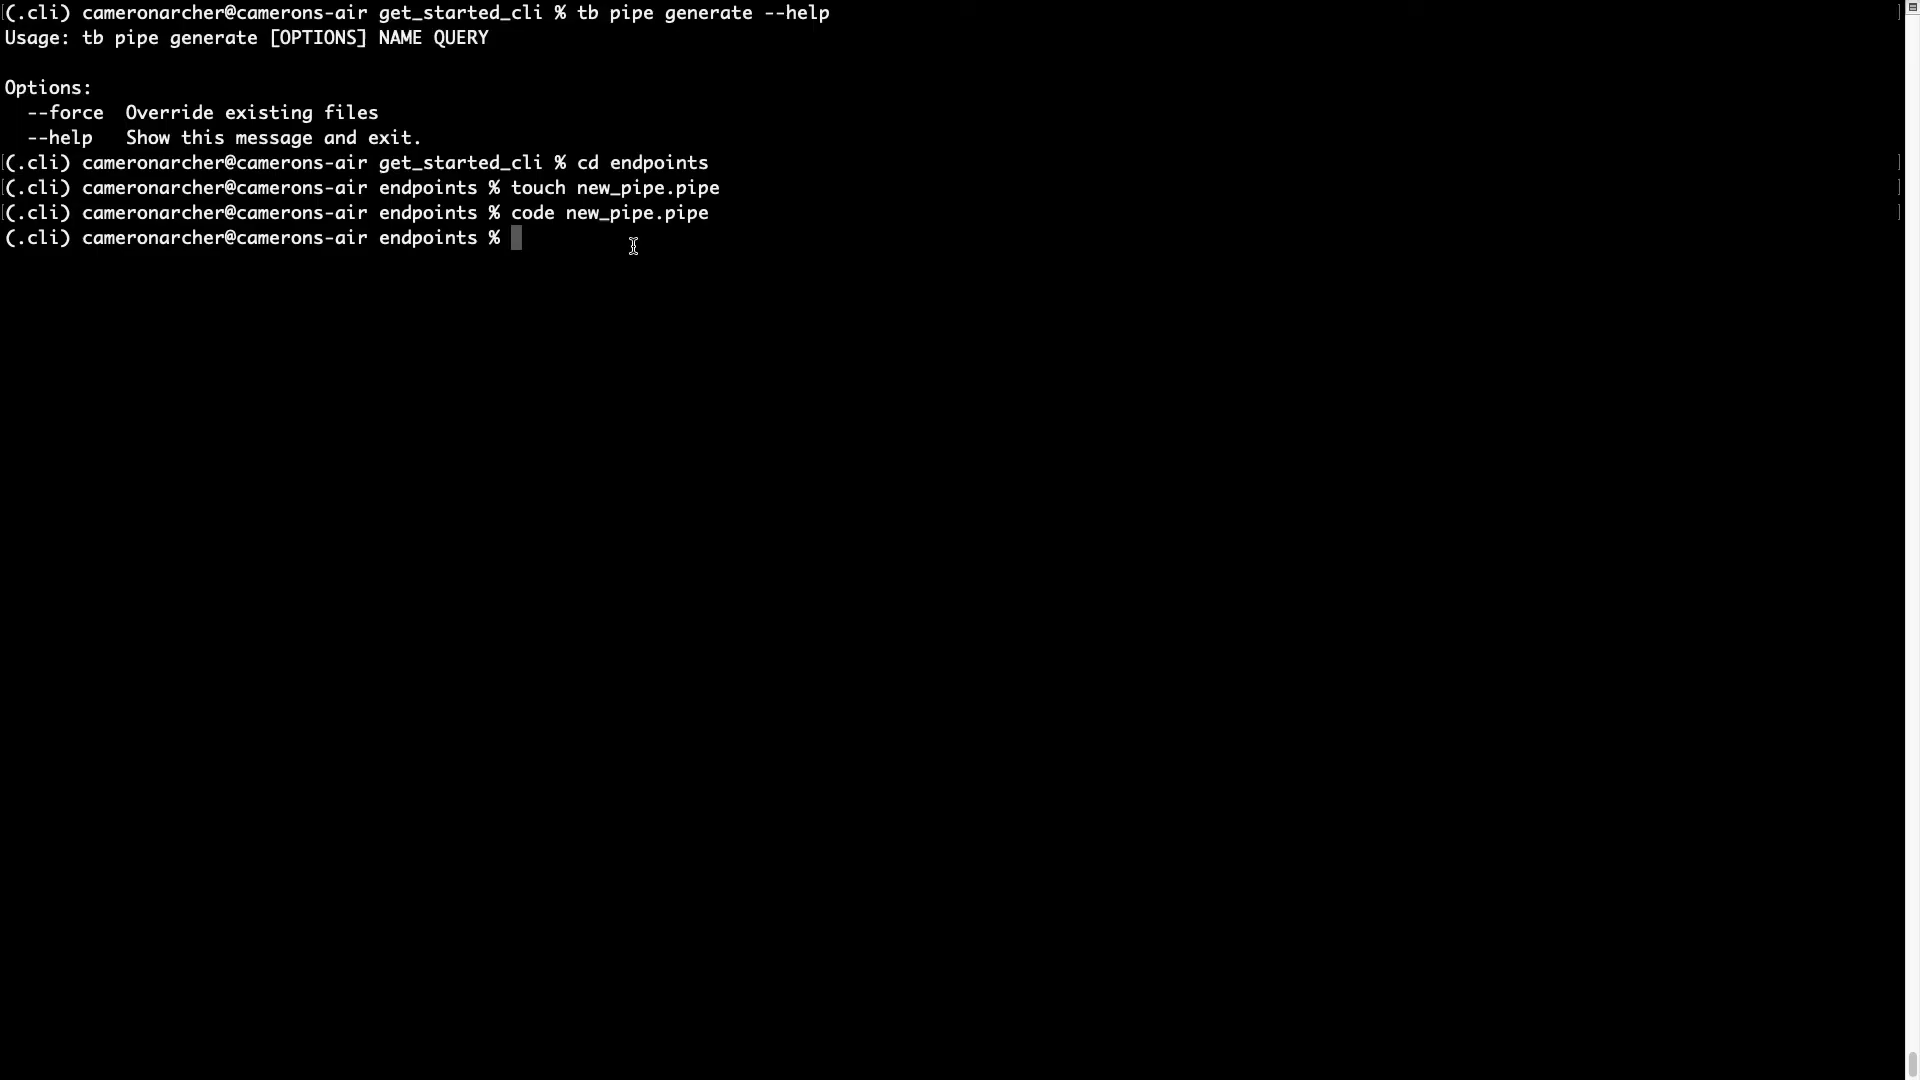 (.cli) cameronarcher@camerons-air get_started_cli % tb pipe generate --help
Usage: tb pipe generate [OPTIONS] NAME QUERY
Options:
  --force  Override existing files
  --help   Show this message and exit.
(.cli) cameronarcher@camerons-air get_started_cli % cd endpoints
(.cli) cameronarcher@camerons-air endpoints % touch new_pipe.pipe
(.cli) cameronarcher@camerons-air endpoints % code new_pipe.pipe
(.cli) cameronarcher@camerons-air endpoints %